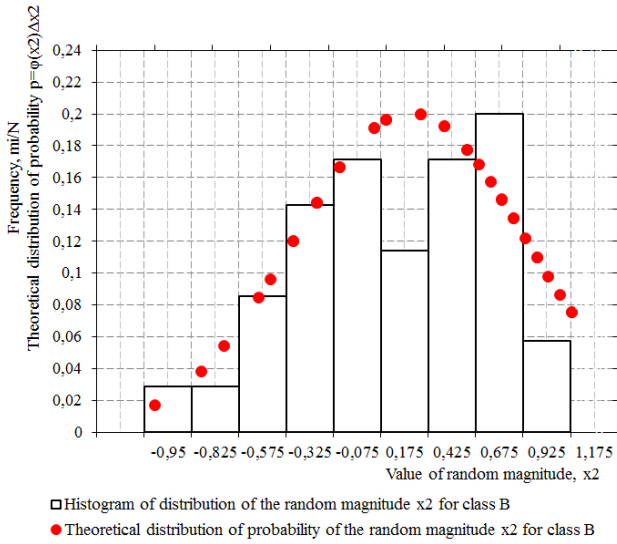 Frequency, mi/N
Theoretical distribution of probability p=φ(x2)Δx2
0,24
0,22
0,2
0,18
0,16
0,14
0,12
0,1
0,08
0,06
0,04
0,02
0
-0,95 -0,825 -0,575 -0,325 -0,075 0,175 0,425 0,675 0,925 1,175
Value of random magnitude, x2
Histogram of distribution of the random magnitude x2 for class B
Theoretical distribution of probability of the random magnitude x2 for class B